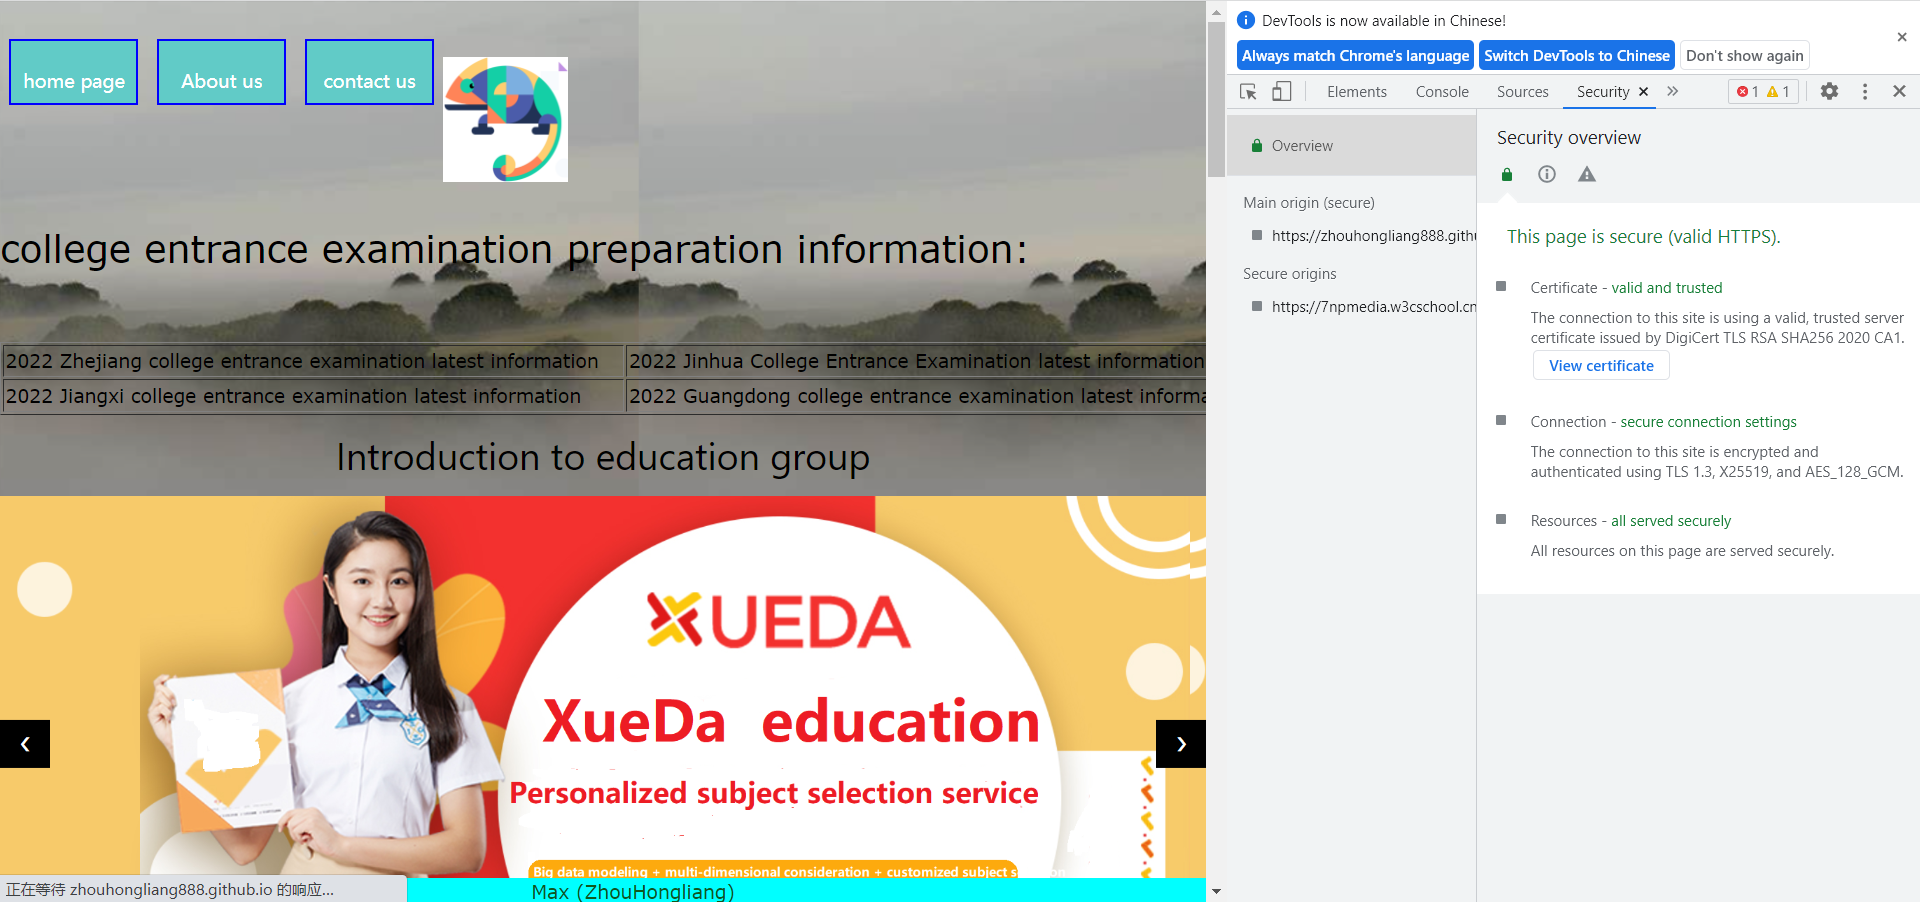 home page
About us
contact us
college entrance examination preparation information:
2022 Zhejiang college entrance examination latest information
2022 Jinhua College Entrance Examination latest information
2022 Jiangxi college entrance examination latest information
2022 Guangdong college entrance examination latest informa
Introduction to education group
XUEDA
XueDa education
Personalized subject selection service
Big data modeling + multi-dimensional consideration + customized subject
Max (ZhouHongliang)
正在等待 zhouhongliang888.github.io 的响应...
DevTools is now available in Chinese!
Always match Chrome's language
Switch DevTools to Chinese
Don't show again
Elements
Console
Sources
Security
1
1
Overview
Main origin (secure)
https://zhouhongliang888.githu
Secure origins
https://7npmedia.w3cschool.cn
Security overview
This page is secure (valid HTTPS).
Certificate - valid and trusted
The connection to this site is using a valid, trusted server
certificate issued by DigiCert TLS RSA SHA256 2020 CA1.
View certificate
Connection - secure connection settings
The connection to this site is encrypted and
authenticated using TLS 1.3, X25519, and AES_128_GCM.
Resources - all served securely
All resources on this page are served securely.